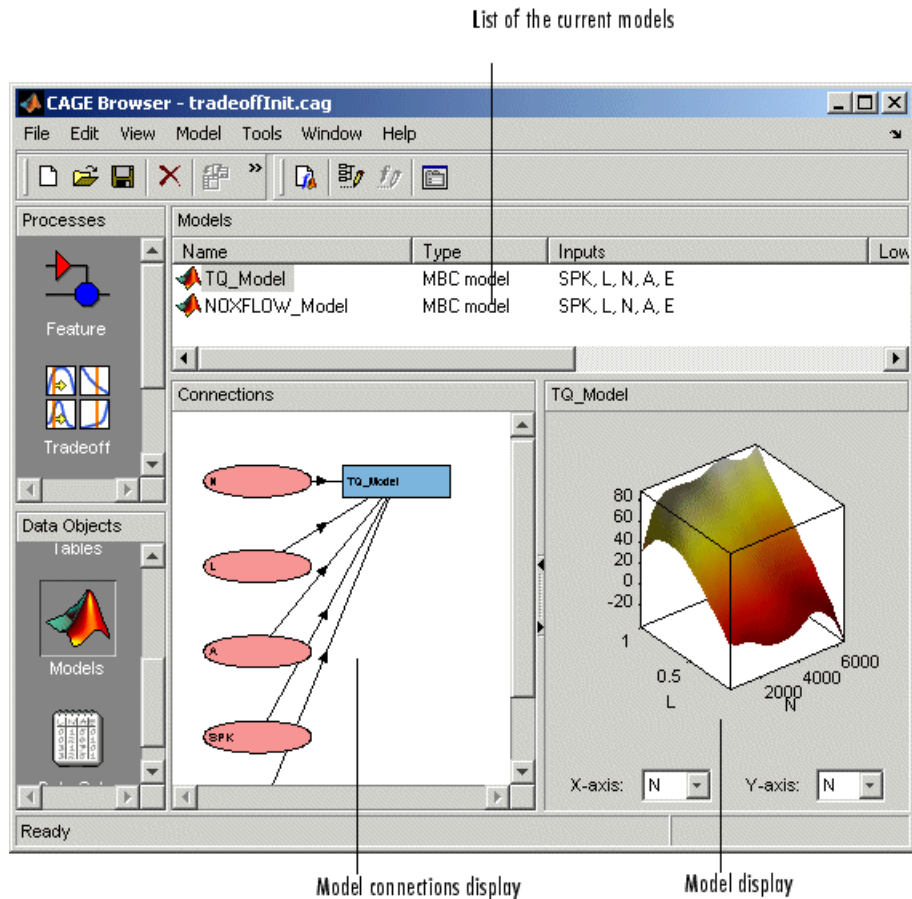 List of the current models
CAGE Browser - tradeoffInit.cag
File Edit View Model Tools Window Help
»
Processes
Feature
Tradeoff
Data Objects
Tables
Models
Models
Name Type Inputs Low
TQ_Model MBC model SPK, L, N, A, E
NOXFLOW_Model MBC model SPK, L, N, A, E
Connections
N
TQ_Model
L
A
SPK
TQ_Model
80
60
40
20
0
-20
1
0.5
L
2000
4000
6000
N
X-axis: N Y-axis: N
Ready
Model connections display
Model display